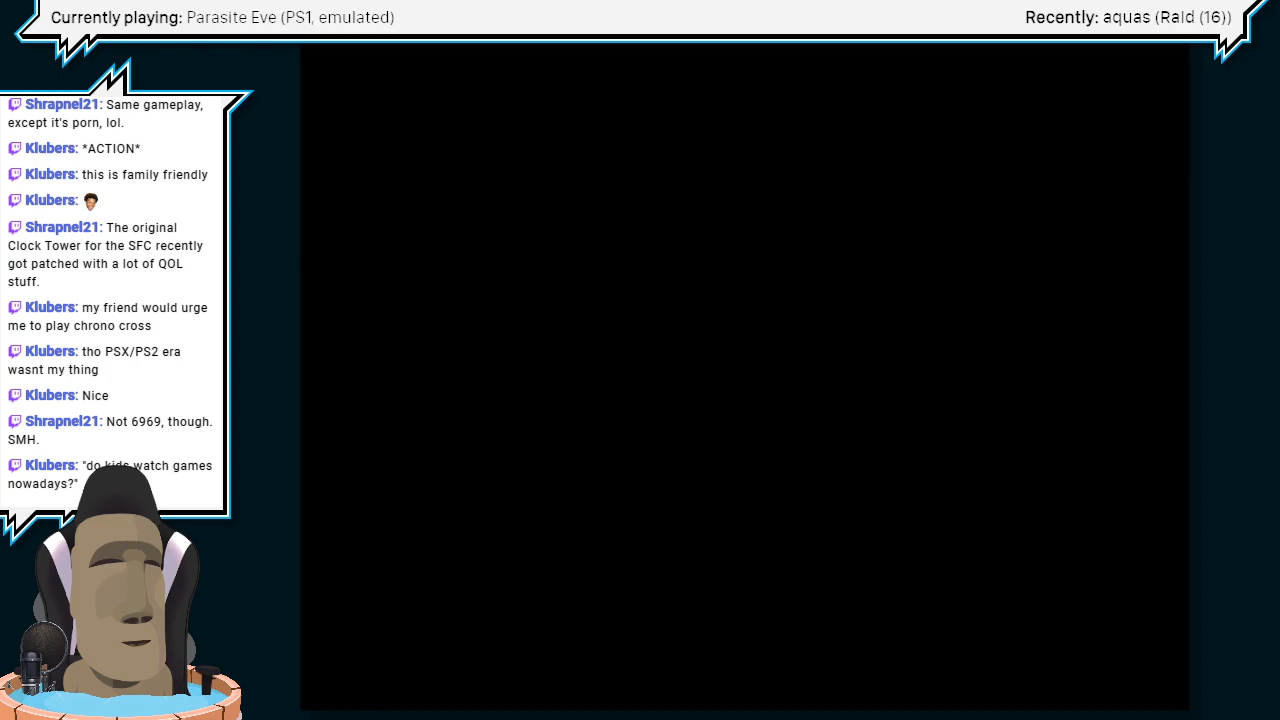 Currently playing: Parasite Eve (PS1, emulated)
Recently: aquas (Raid (16))
Shrapnel21: Same gameplay,
except it's porn, lol.
Klubers: *ACTION*
Klubers: this is family friendly
Klubers:
Shrapnel21: The original
Clock Tower for the SFC recently
got patched with a lot of QOL
stuff.
Klubers: my friend would urge
me to play chrono cross
Klubers: tho PSX/PS2 era
wasnt my thing
Klubers: Nice
Shrapnel21: Not 6969, though.
SMH.
Klubers: "do kids watch games
nowadays?"